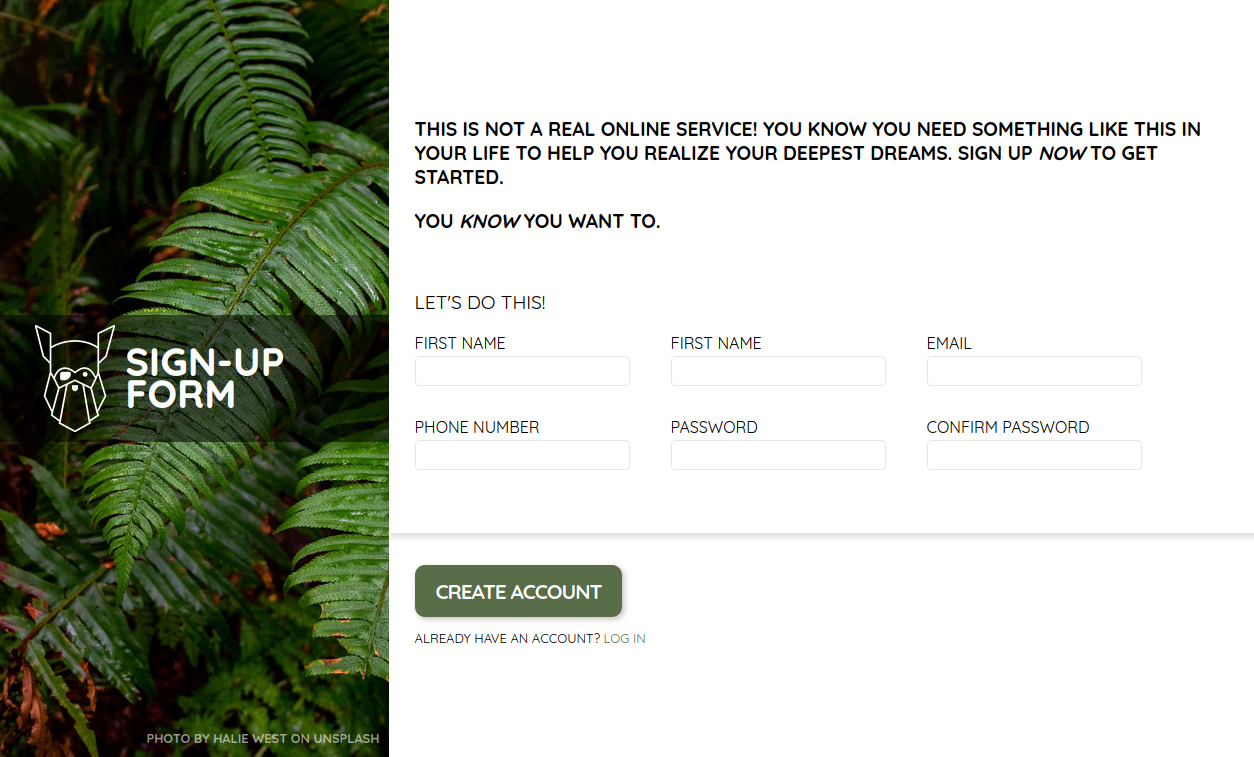 THIS IS NOT A REAL ONLINE SERVICE! YOU KNOW YOU NEED SOMETHING LIKE THIS IN
YOUR LIFE TO HELP YOU REALIZE YOUR DEEPEST DREAMS. SIGN UP NOW TO GET
STARTED.
YOU KNOW YOU WANT TO.
LET'S DO THIS!
FIRST NAME
FIRST NAME
EMAIL
PHONE NUMBER
PASSWORD
CONFIRM PASSWORD
CREATE ACCOUNT
ALREADY HAVE AN ACCOUNT? LOG IN
SIGN-UP
FORM
PHOTO BY HALIE WEST ON UNSPLASH